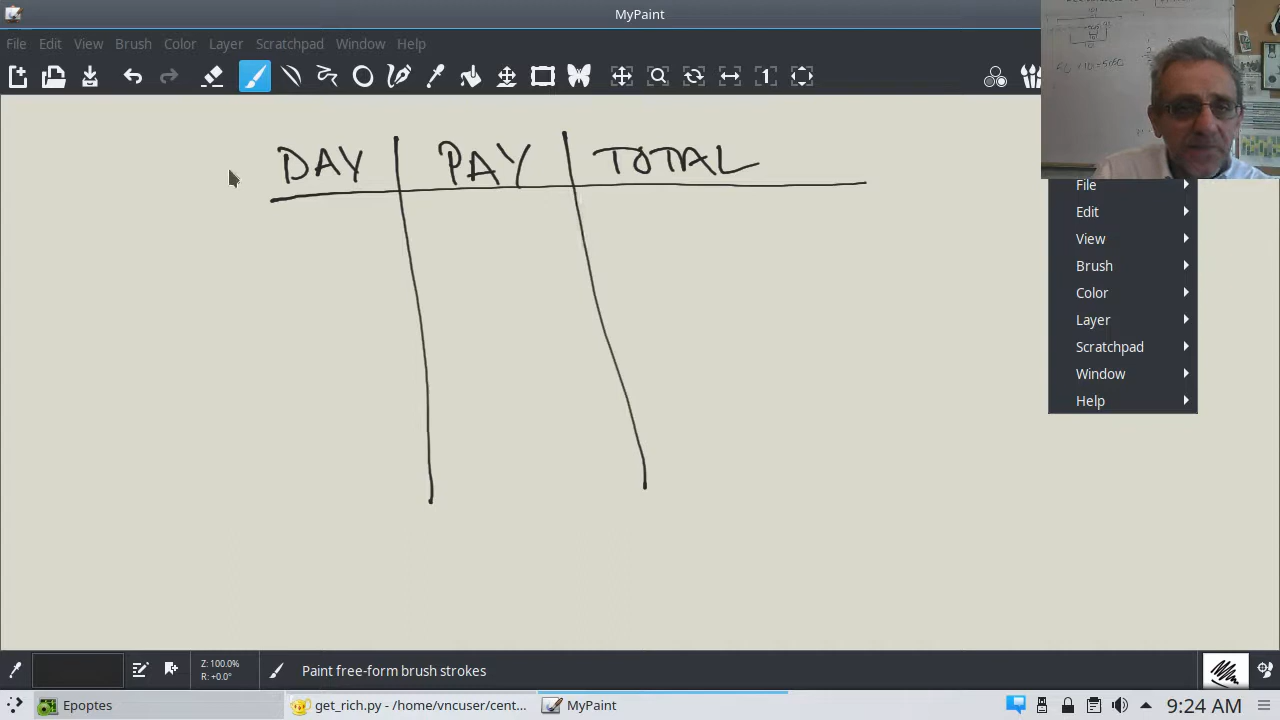 MyPaint
File Edit View Brush Color Layer Scratchpad Window Help
DAY PAY TOTAL
File
Edit
View
Brush
Color
Layer
Scratchpad
Window
Help
Z: 100.0%
R: +0.0°
Paint free-form brush strokes
Epoptes get_rich.py - /home/vncuser/cent... MyPaint 9:24 AM